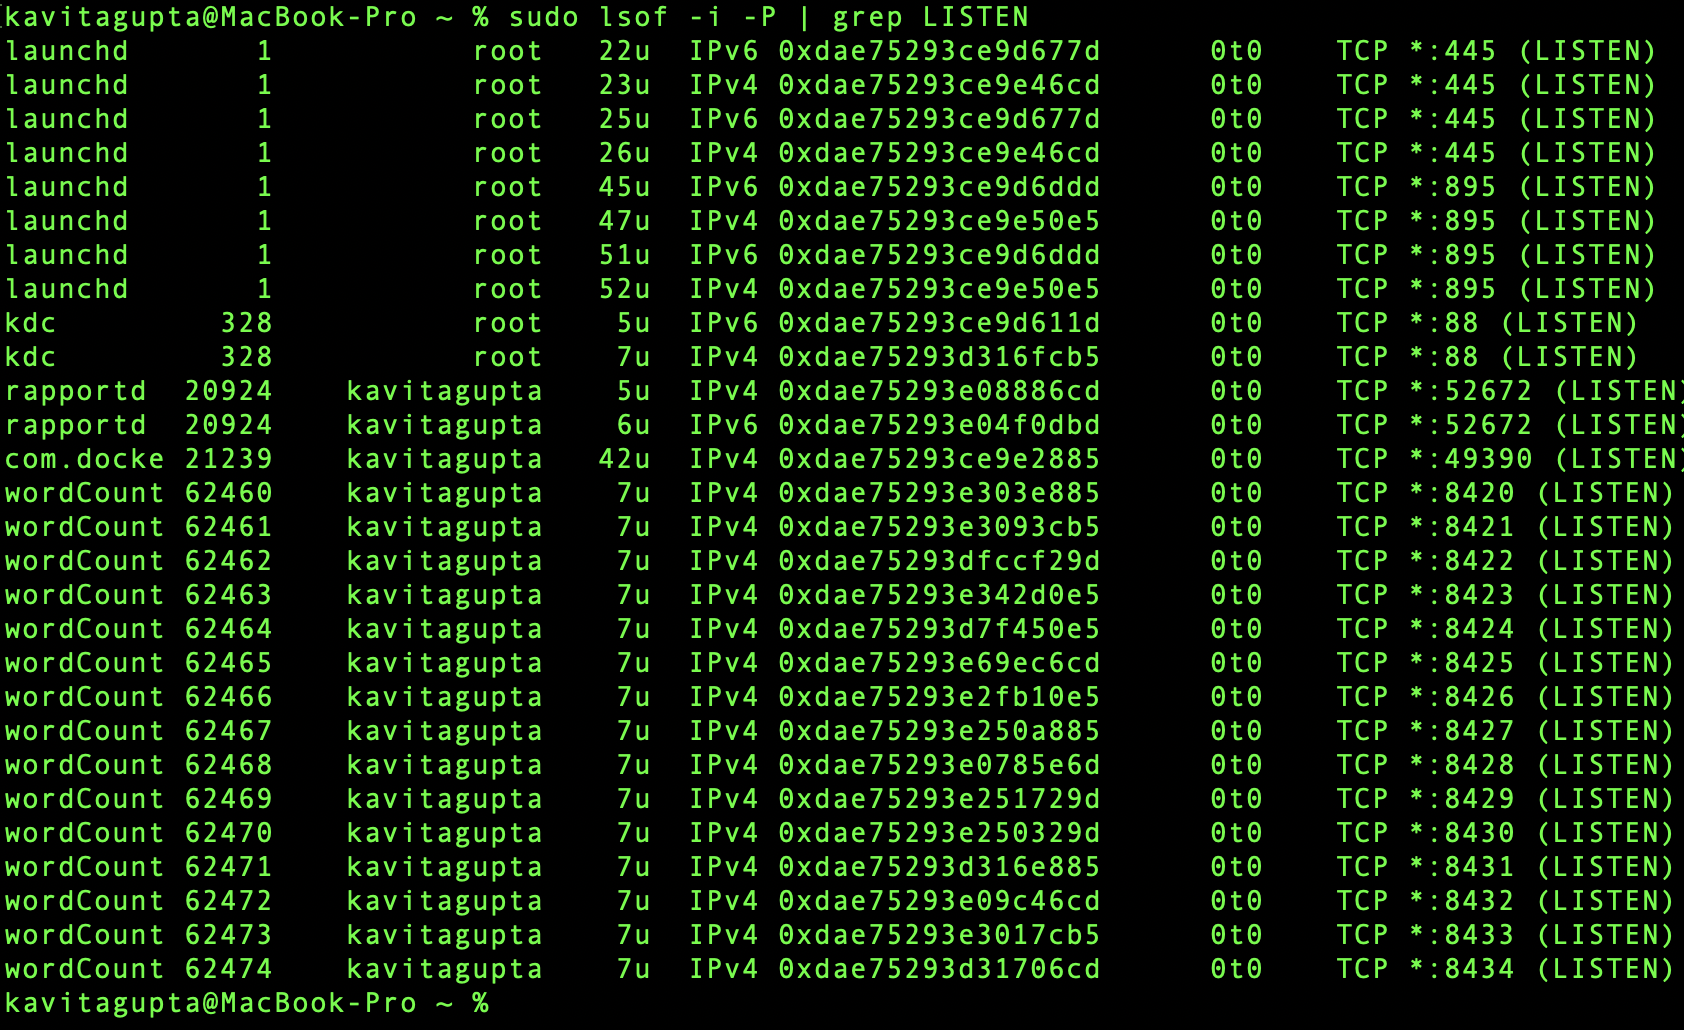 kavitagupta@MacBook-Pro ~ % sudo lsof -i -P | grep LISTEN
launchd 1 root 22u IPv6 0xdae75293ce9d677d 0t0 TCP *:445 (LISTEN)
launchd 1 root 23u IPv4 0xdae75293ce9e46cd 0t0 TCP *:445 (LISTEN)
launchd 1 root 25u IPv6 0xdae75293ce9d677d 0t0 TCP *:445 (LISTEN)
launchd 1 root 26u IPv4 0xdae75293ce9e46cd 0t0 TCP *:445 (LISTEN)
launchd 1 root 45u IPv6 0xdae75293ce9d6ddd 0t0 TCP *:895 (LISTEN)
launchd 1 root 47u IPv4 0xdae75293ce9e50e5 0t0 TCP *:895 (LISTEN)
launchd 1 root 51u IPv6 0xdae75293ce9d6ddd 0t0 TCP *:895 (LISTEN)
launchd 1 root 52u IPv4 0xdae75293ce9e50e5 0t0 TCP *:895 (LISTEN)
kdc 328 root 5u IPv6 0xdae75293ce9d611d 0t0 TCP *:88 (LISTEN)
kdc 328 root 7u IPv4 0xdae75293d316fcb5 0t0 TCP *:88 (LISTEN)
rapportd 20924 kavitagupta 5u IPv4 0xdae75293e08886cd 0t0 TCP *:52672 (LISTEN)
rapportd 20924 kavitagupta 6u IPv6 0xdae75293e04f0dbd 0t0 TCP *:52672 (LISTEN)
com.docke 21239 kavitagupta 42u IPv4 0xdae75293ce9e2885 0t0 TCP *:49390 (LISTEN)
wordCount 62460 kavitagupta 7u IPv4 0xdae75293e303e885 0t0 TCP *:8420 (LISTEN)
wordCount 62461 kavitagupta 7u IPv4 0xdae75293e3093cb5 0t0 TCP *:8421 (LISTEN)
wordCount 62462 kavitagupta 7u IPv4 0xdae75293dfccf29d 0t0 TCP *:8422 (LISTEN)
wordCount 62463 kavitagupta 7u IPv4 0xdae75293e342d0e5 0t0 TCP *:8423 (LISTEN)
wordCount 62464 kavitagupta 7u IPv4 0xdae75293d7f450e5 0t0 TCP *:8424 (LISTEN)
wordCount 62465 kavitagupta 7u IPv4 0xdae75293e69ec6cd 0t0 TCP *:8425 (LISTEN)
wordCount 62466 kavitagupta 7u IPv4 0xdae75293e2fb10e5 0t0 TCP *:8426 (LISTEN)
wordCount 62467 kavitagupta 7u IPv4 0xdae75293e250a885 0t0 TCP *:8427 (LISTEN)
wordCount 62468 kavitagupta 7u IPv4 0xdae75293e0785e6d 0t0 TCP *:8428 (LISTEN)
wordCount 62469 kavitagupta 7u IPv4 0xdae75293e251729d 0t0 TCP *:8429 (LISTEN)
wordCount 62470 kavitagupta 7u IPv4 0xdae75293e250329d 0t0 TCP *:8430 (LISTEN)
wordCount 62471 kavitagupta 7u IPv4 0xdae75293d316e885 0t0 TCP *:8431 (LISTEN)
wordCount 62472 kavitagupta 7u IPv4 0xdae75293e09c46cd 0t0 TCP *:8432 (LISTEN)
wordCount 62473 kavitagupta 7u IPv4 0xdae75293e3017cb5 0t0 TCP *:8433 (LISTEN)
wordCount 62474 kavitagupta 7u IPv4 0xdae75293d31706cd 0t0 TCP *:8434 (LISTEN)
kavitagupta@MacBook-Pro ~ %